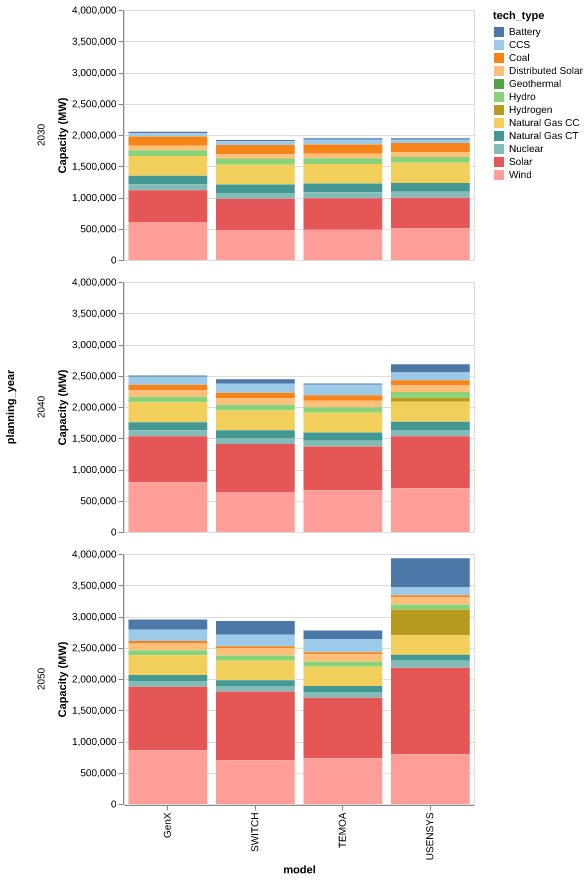 tech_type
Battery
CCS
Coal
Distributed Solar
Geothermal
Hydro
Hydrogen
Natural Gas CC
Natural Gas CT
Nuclear
Solar
Wind
planning_year
2030
Capacity (MW)
4,000,000
3,500,000
3,000,000
2,500,000
2,000,000
1,500,000
1,000,000
500,000
0
2040
Capacity (MW)
4,000,000
3,500,000
3,000,000
2,500,000
2,000,000
1,500,000
1,000,000
500,000
0
2050
Capacity (MW)
4,000,000
3,500,000
3,000,000
2,500,000
2,000,000
1,500,000
1,000,000
500,000
0
GenX
SWITCH
TEMOA
USENSYS
model